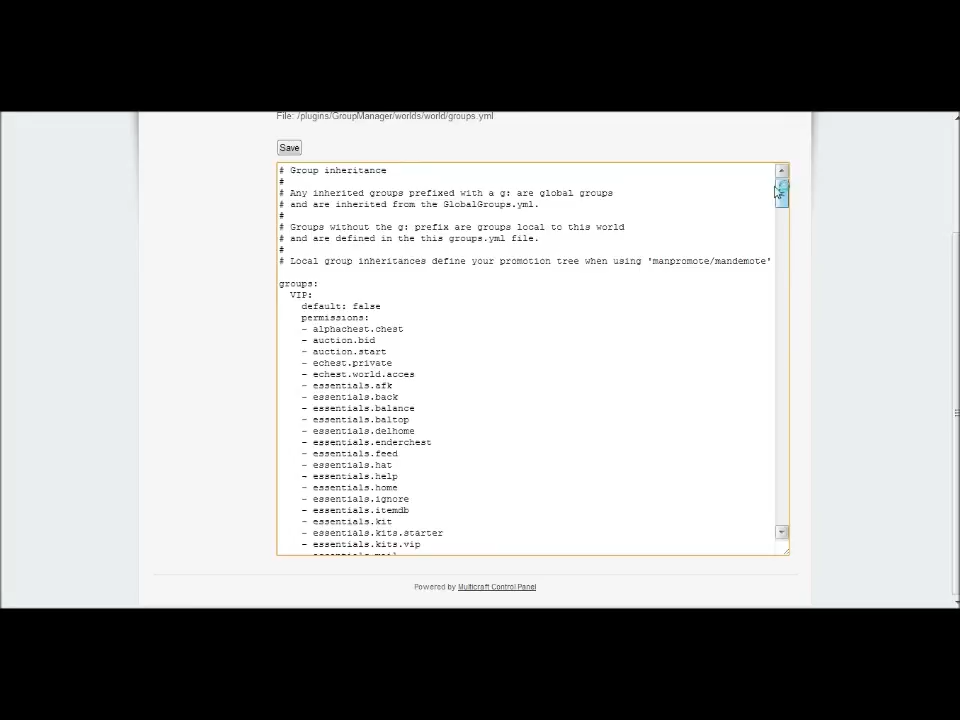 File: /plugins/GroupManager/worlds/world/groups.yml
Save
# Group inheritance
#
# Any inherited groups prefixed with a g: are global groups
# and are inherited from the GlobalGroups.yml.
#
# Groups without the g: prefix are groups local to this world
# and are defined in the this groups.yml file.
#
# Local group inheritances define your promotion tree when using 'manpromote/mandemote'
groups:
VIP:
default: false
permissions:
- alphachest.chest
- auction.bid
- auction.start
- echest.private
- echest.world.acces
- essentials.afk
- essentials.back
- essentials.balance
- essentials.baltop
- essentials.delhome
- essentials.enderchest
- essentials.feed
- essentials.hat
- essentials.help
- essentials.home
- essentials.ignore
- essentials.itemdb
- essentials.kit
- essentials.kits.starter
- essentials.kits.vip
Powered by Multicraft Control Panel